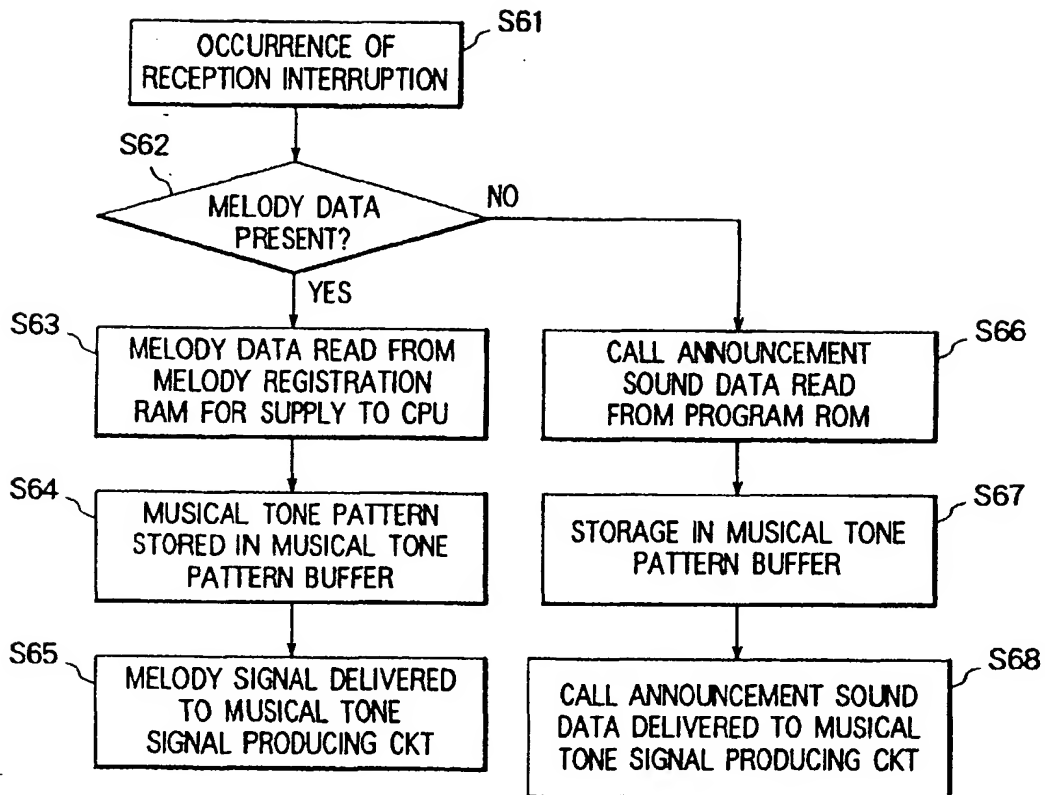 S61
OCCURRENCE OF
RECEPTION INTERRUPTION
S62
MELODY DATA
PRESENT?
NO
YES
S63
MELODY DATA READ FROM
MELODY REGISTRATION
RAM FOR SUPPLY TO CPU
S66
CALL ANNOUNCEMENT
SOUND DATA READ
FROM PROGRAM ROM
S64
MUSICAL TONE PATTERN
STORED IN MUSICAL TONE
PATTERN BUFFER
S67
STORAGE IN MUSICAL TONE
PATTERN BUFFER
S65
MELODY SIGNAL DELIVERED
TO MUSICAL TONE
SIGNAL PRODUCING CKT
S68
CALL ANNOUNCEMENT SOUND
DATA DELIVERED TO MUSICAL
TONE SIGNAL PRODUCING CKT